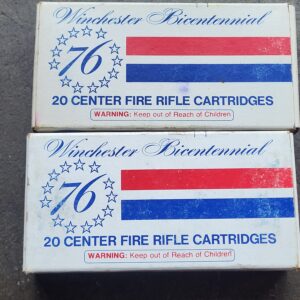 Winchester Bicentennial
76
20 CENTER FIRE RIFLE CARTRIDGES
WARNING: Keep out of Reach of Children
Winchester Bicentennial
76
20 CENTER FIRE RIFLE CARTRIDGES
WARNING: Keep out of Reach of Children